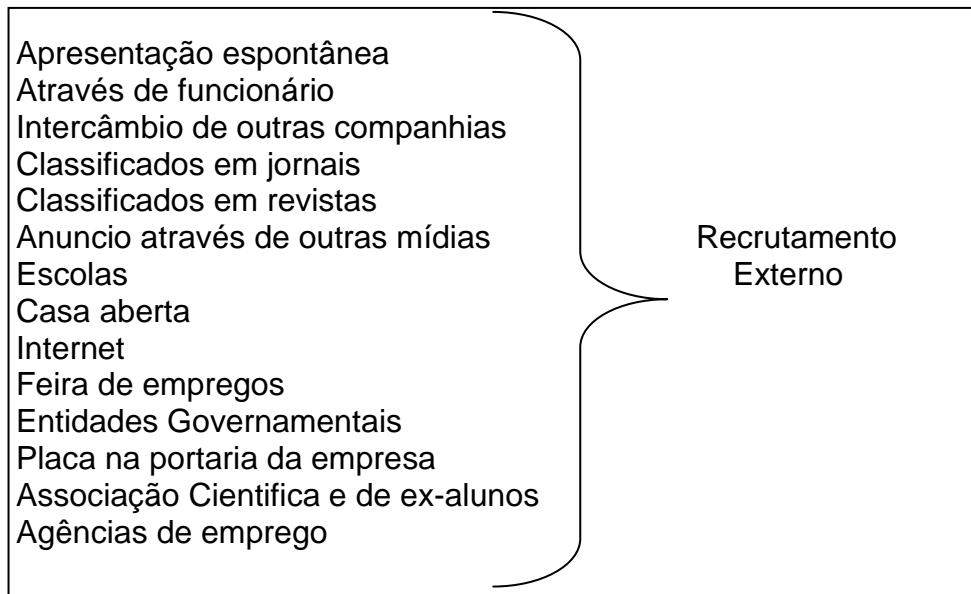 Apresentação espontânea
Através de funcionário
Intercâmbio de outras companhias
Classificados em jornais
Classificados em revistas
Anuncio através de outras mídias
Escolas
Casa aberta
Internet
Feira de empregos
Entidades Governamentais
Placa na portaria da empresa
Associação Cientifica e de ex-alunos
Agências de emprego
Recrutamento
Externo